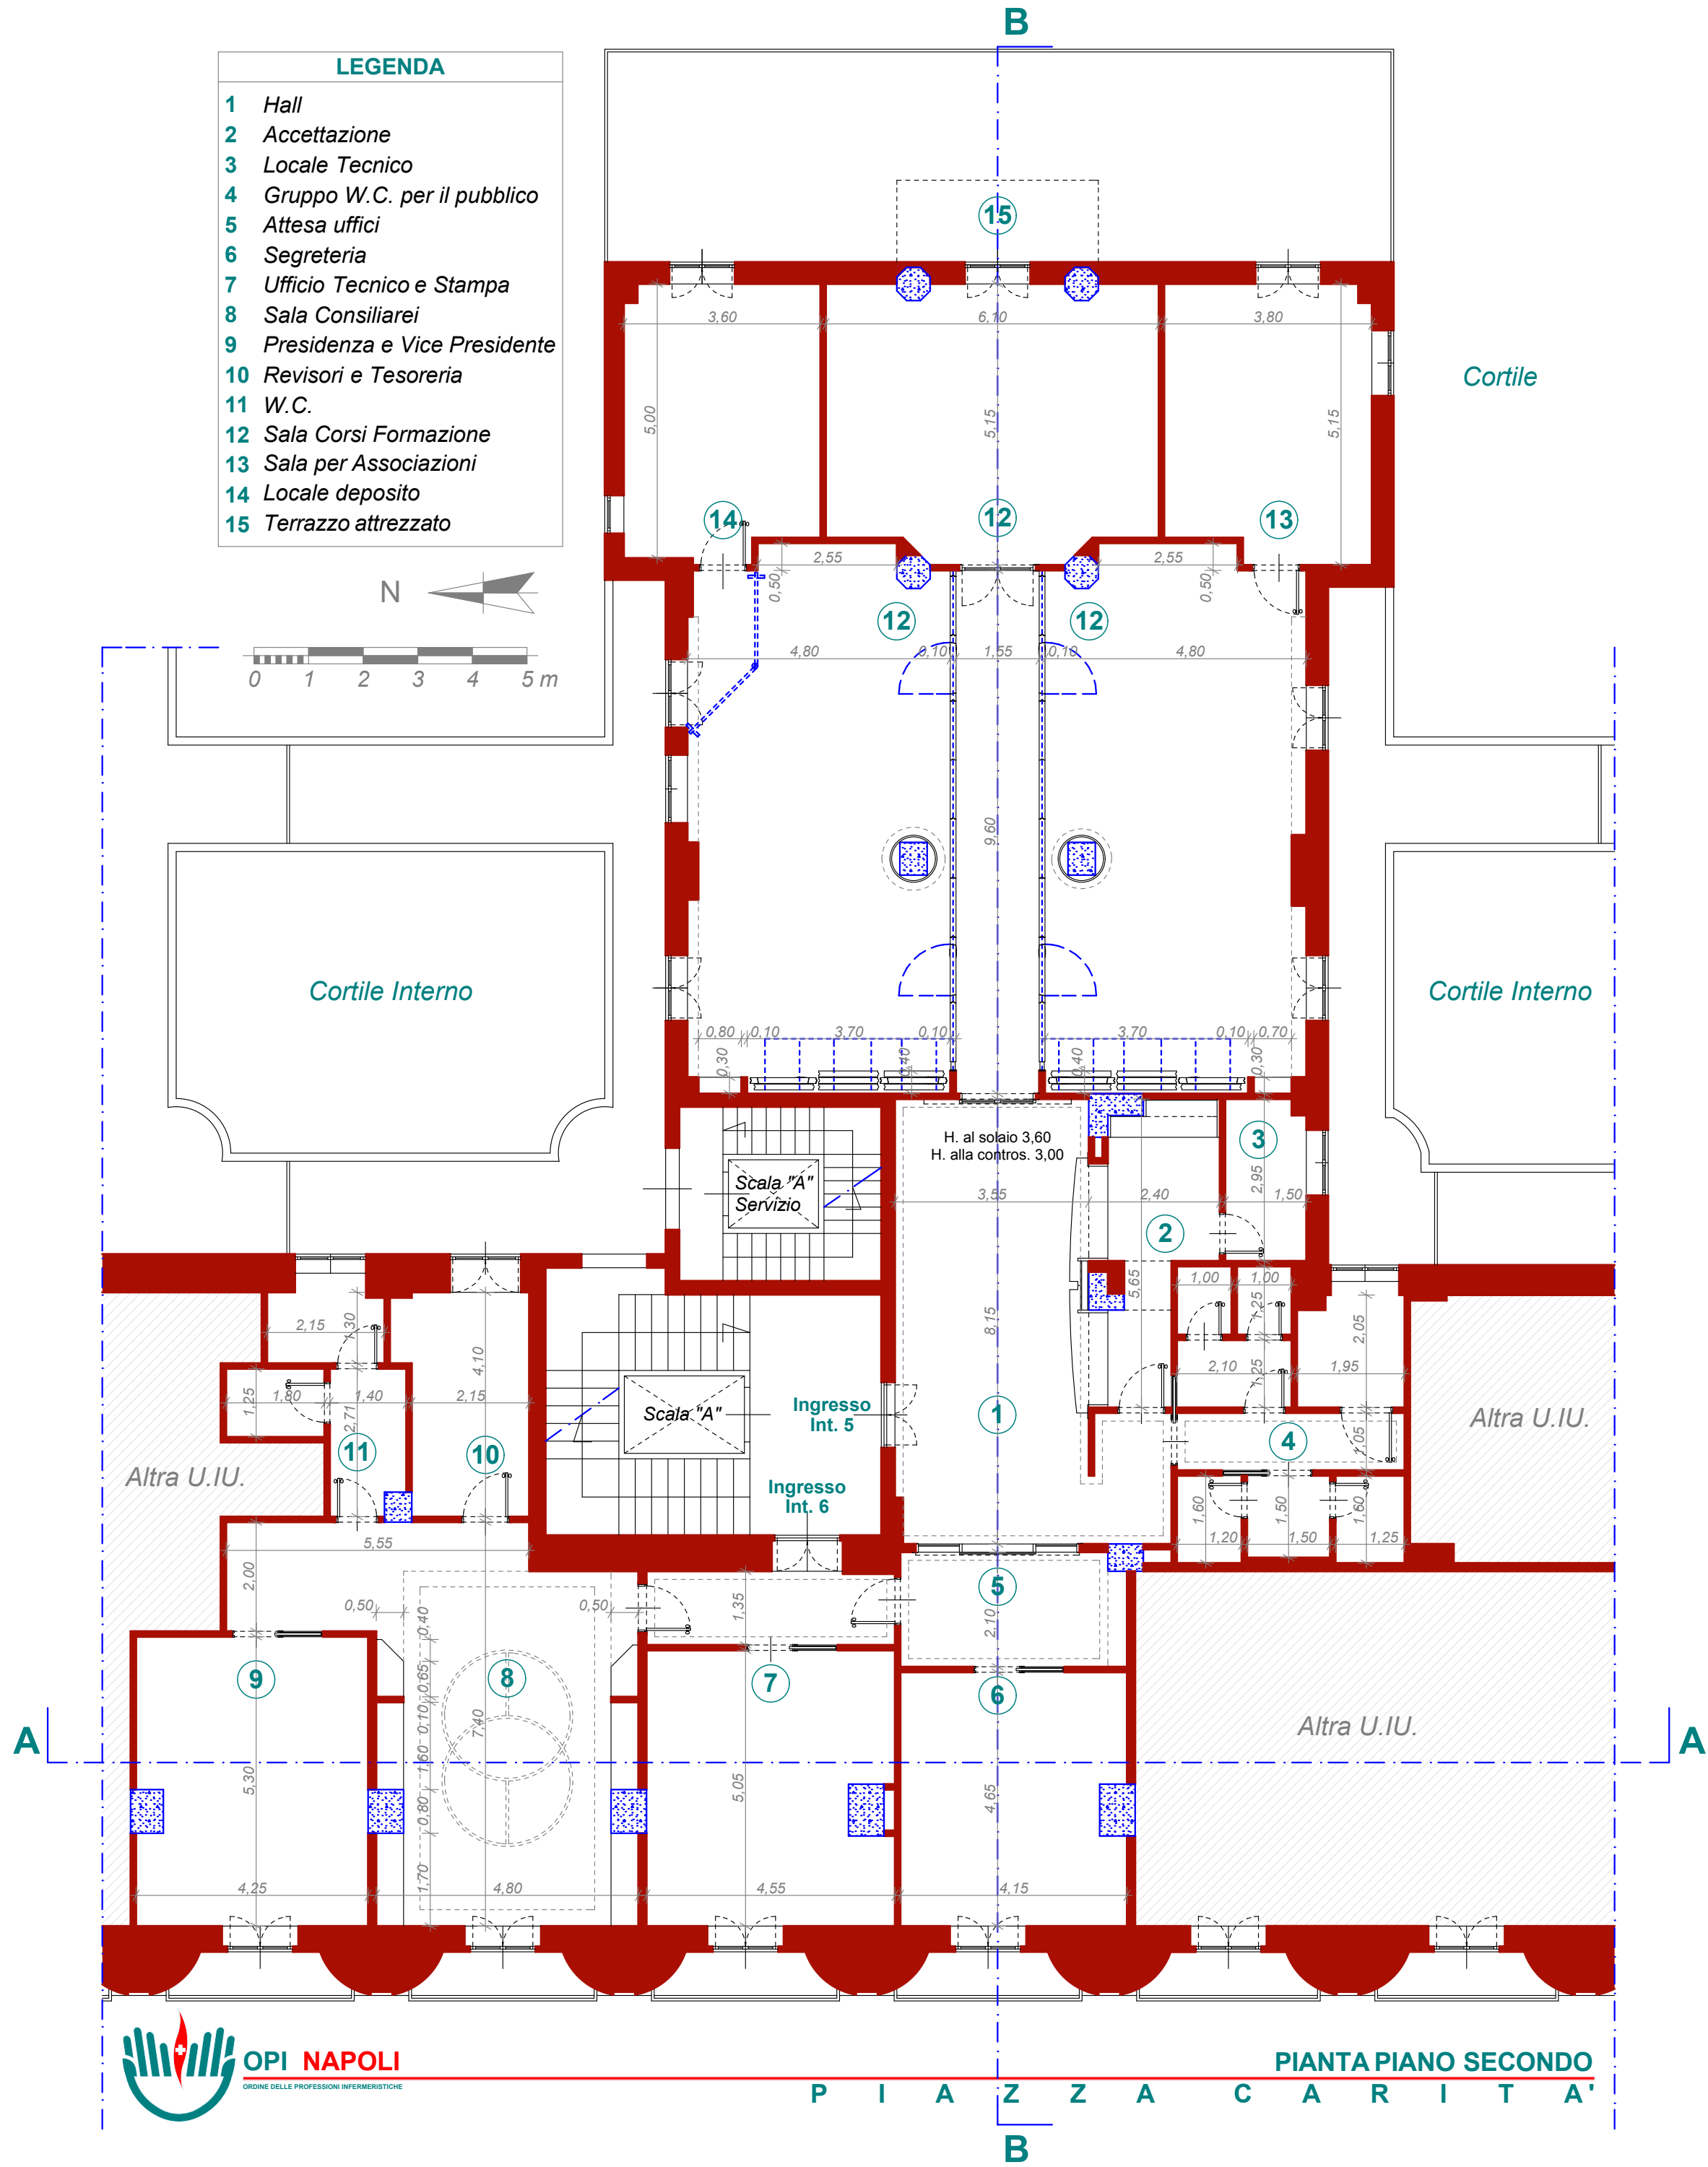 B
LEGENDA
1 Hall
2 Accettazione
3 Locale Tecnico
4 Gruppo W.C. per il pubblico
5 Attesa uffici
6 Segreteria
7 Ufficio Tecnico e Stampa
8 Sala Consiliarei
9 Presidenza e Vice Presidente
10 Revisori e Tesoreria
11 W.C.
12 Sala Corsi Formazione
13 Sala per Associazioni
14 Locale deposito
15 Terrazzo attrezzato
15
3,60 6,10 3,80
Cortile
5,00 5,15 5,15
14 12 13
2,55 2,55
0,50 0,50
N
12 12
4,80 0,10 1,55 0,10 4,80
0 1 2 3 4 5 m
9,60
Cortile Interno
Cortile Interno
0,80 0,10 3,70 0,10 3,70 0,10 0,70
0,30 0,40 0,40 0,30
H. al solaio 3,60
H. alla contros. 3,00
3
Scala "A"
Servizio
3,55 2,40 2,95 1,50
2
5,65 1,00 1,00
1,25
8,15
2,15 1,30
4,10
2,05
1,25 1,80 1,40 2,15
2,71
2,10 1,25 1,95
Scala "A"
Ingresso
Int. 5
1
Altra U.IU.
4 1,05
11 10
Altra U.IU.
Ingresso
Int. 6
1,60 1,50 1,60
1,20 1,50 1,25
5,55
2,00
0,50 0,40 0,50
1,35
5
2,10
9 8 7 6
0,65
0,10
7,40
1,60
Altra U.IU.
A A
5,30 0,80 5,05 4,65
1,70
4,25 4,80 4,55 4,15
OPI NAPOLI
ORDINE DELLE PROFESSIONI INFERMIERISTICHE
PIANTA PIANO SECONDO
PIAZZA CARITA'
B